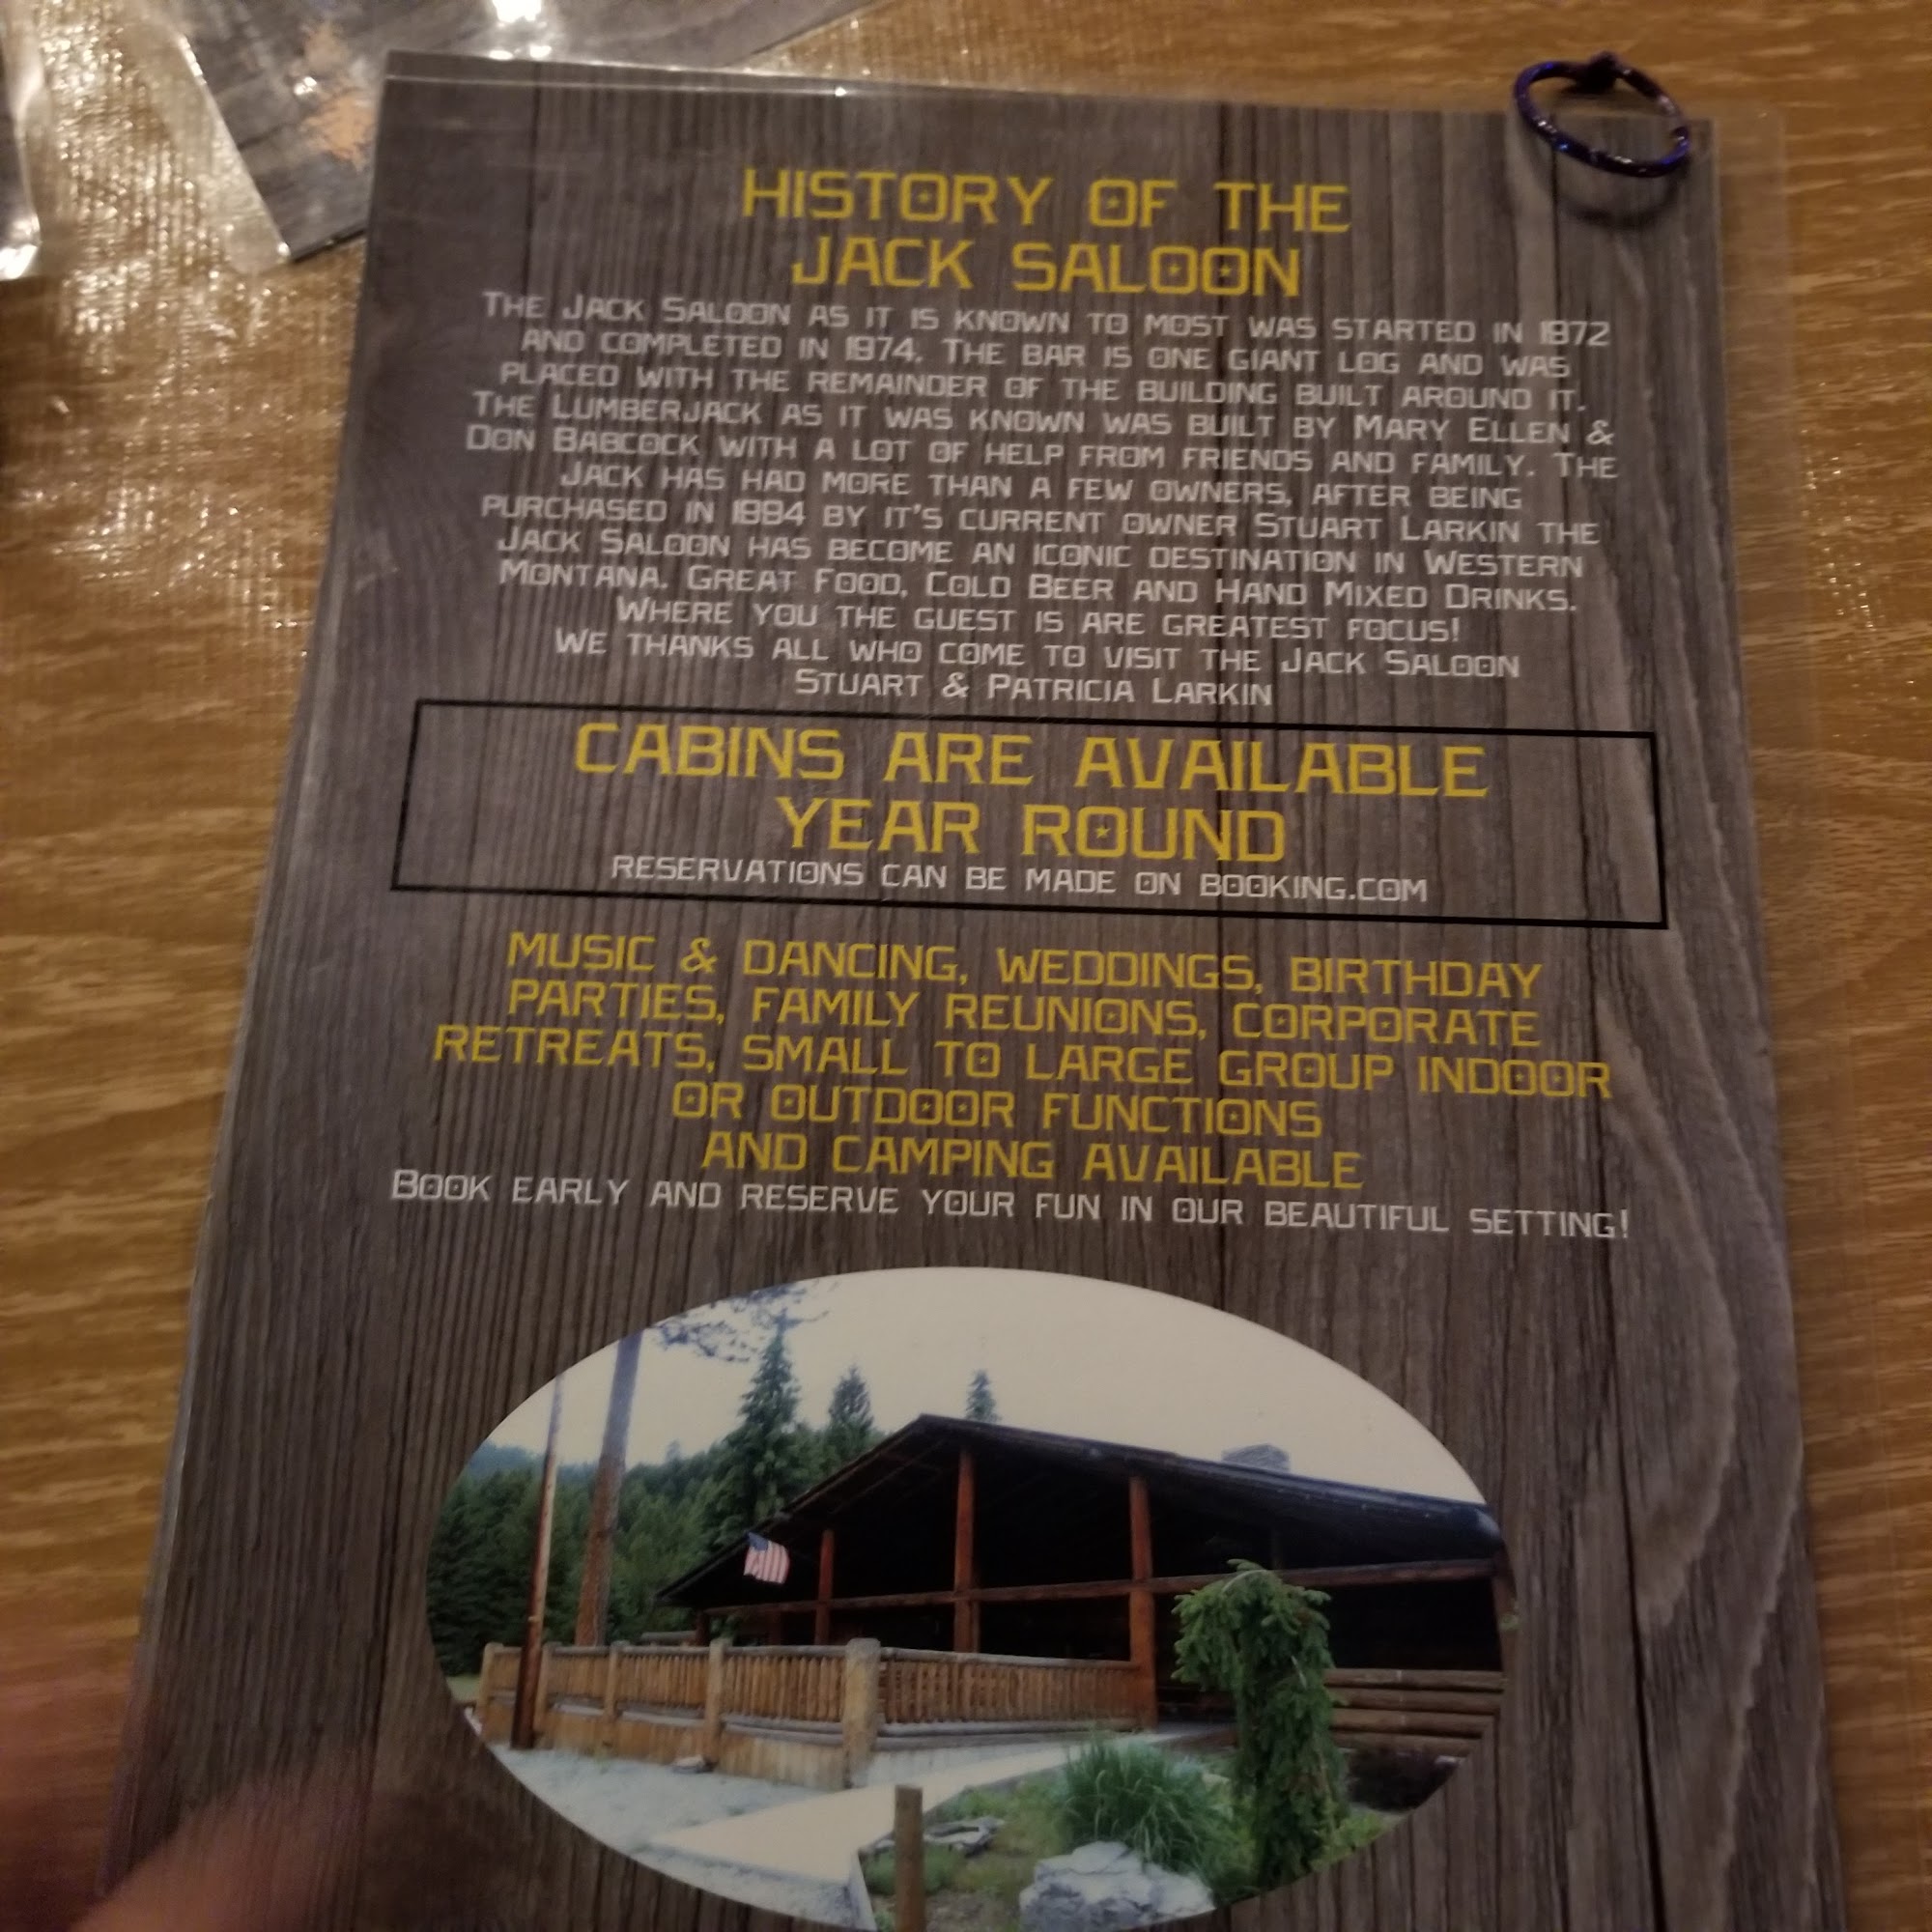 HISTORY OF THE
JACK SALOON
THE JACK SALOON AS IT IS KNOWN TO MOST WAS STARTED IN 1972
AND COMPLETED IN 1974. THE BAR IS ONE GIANT LOG AND WAS
PLACED WITH THE REMAINDER OF THE BUILDING BUILT AROUND IT.
THE LUMBERJACK AS IT WAS KNOWN WAS BUILT BY MARY ELLEN &
DON BABCOCK WITH A LOT OF HELP FROM FRIENDS AND FAMILY. THE
JACK HAS HAD MORE THAN A FEW OWNERS, AFTER BEING
PURCHASED IN 1994 BY IT'S CURRENT OWNER STUART LARKIN THE
JACK SALOON HAS BECOME AN ICONIC DESTINATION IN WESTERN
MONTANA. GREAT FOOD, COLD BEER AND HAND MIXED DRINKS.
WHERE YOU THE GUEST IS ARE GREATEST FOCUS!
WE THANKS ALL WHO COME TO VISIT THE JACK SALOON
STUART & PATRICIA LARKIN
CABINS ARE AVAILABLE
YEAR ROUND
RESERVATIONS CAN BE MADE ON BOOKING.COM
MUSIC & DANCING, WEDDINGS, BIRTHDAY
PARTIES, FAMILY REUNIONS, CORPORATE
RETREATS, SMALL TO LARGE GROUP INDOOR
OR OUTDOOR FUNCTIONS
AND CAMPING AVAILABLE
BOOK EARLY AND RESERVE YOUR FUN IN OUR BEAUTIFUL SETTING!